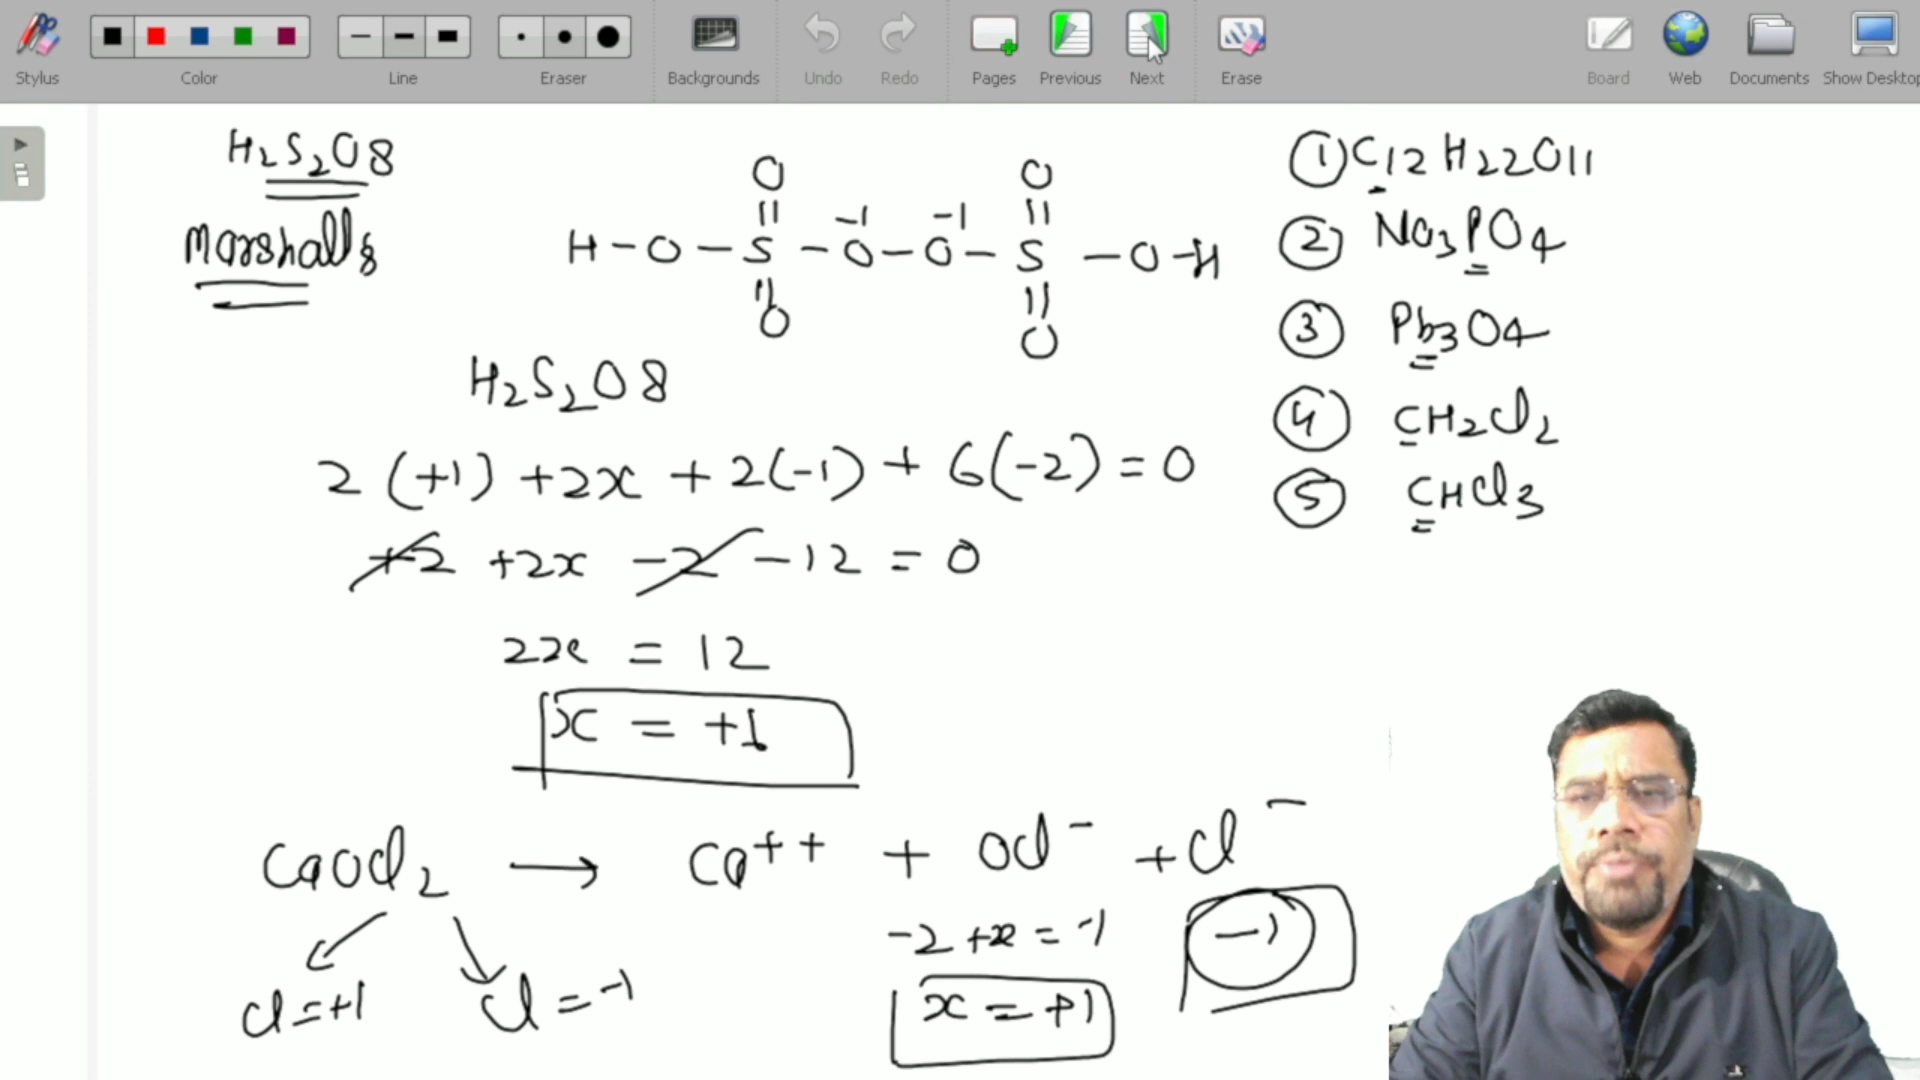 Stylus Color Line Eraser Backgrounds Undo Redo Pages Previous Next Erase Board Web Documents Show Desktop
H2S2O8
Marshalls
O O
|| ||
H-O-S-O-O-S-O-H
-1 -1
|| ||
O O
H2S2O8
2(+1)+2x+2(-1)+6(-2)=0
+2+2x-2-12=0
2x=12
x=+1
CaOCl2 → Ca++ + OCl- + Cl-
-2+x=-1
-1
Cl=+1 Cl=-1
x=+1
① C12H22O11
② Na3PO4
③ Pb3O4
④ CH2Cl2
⑤ CHCl3